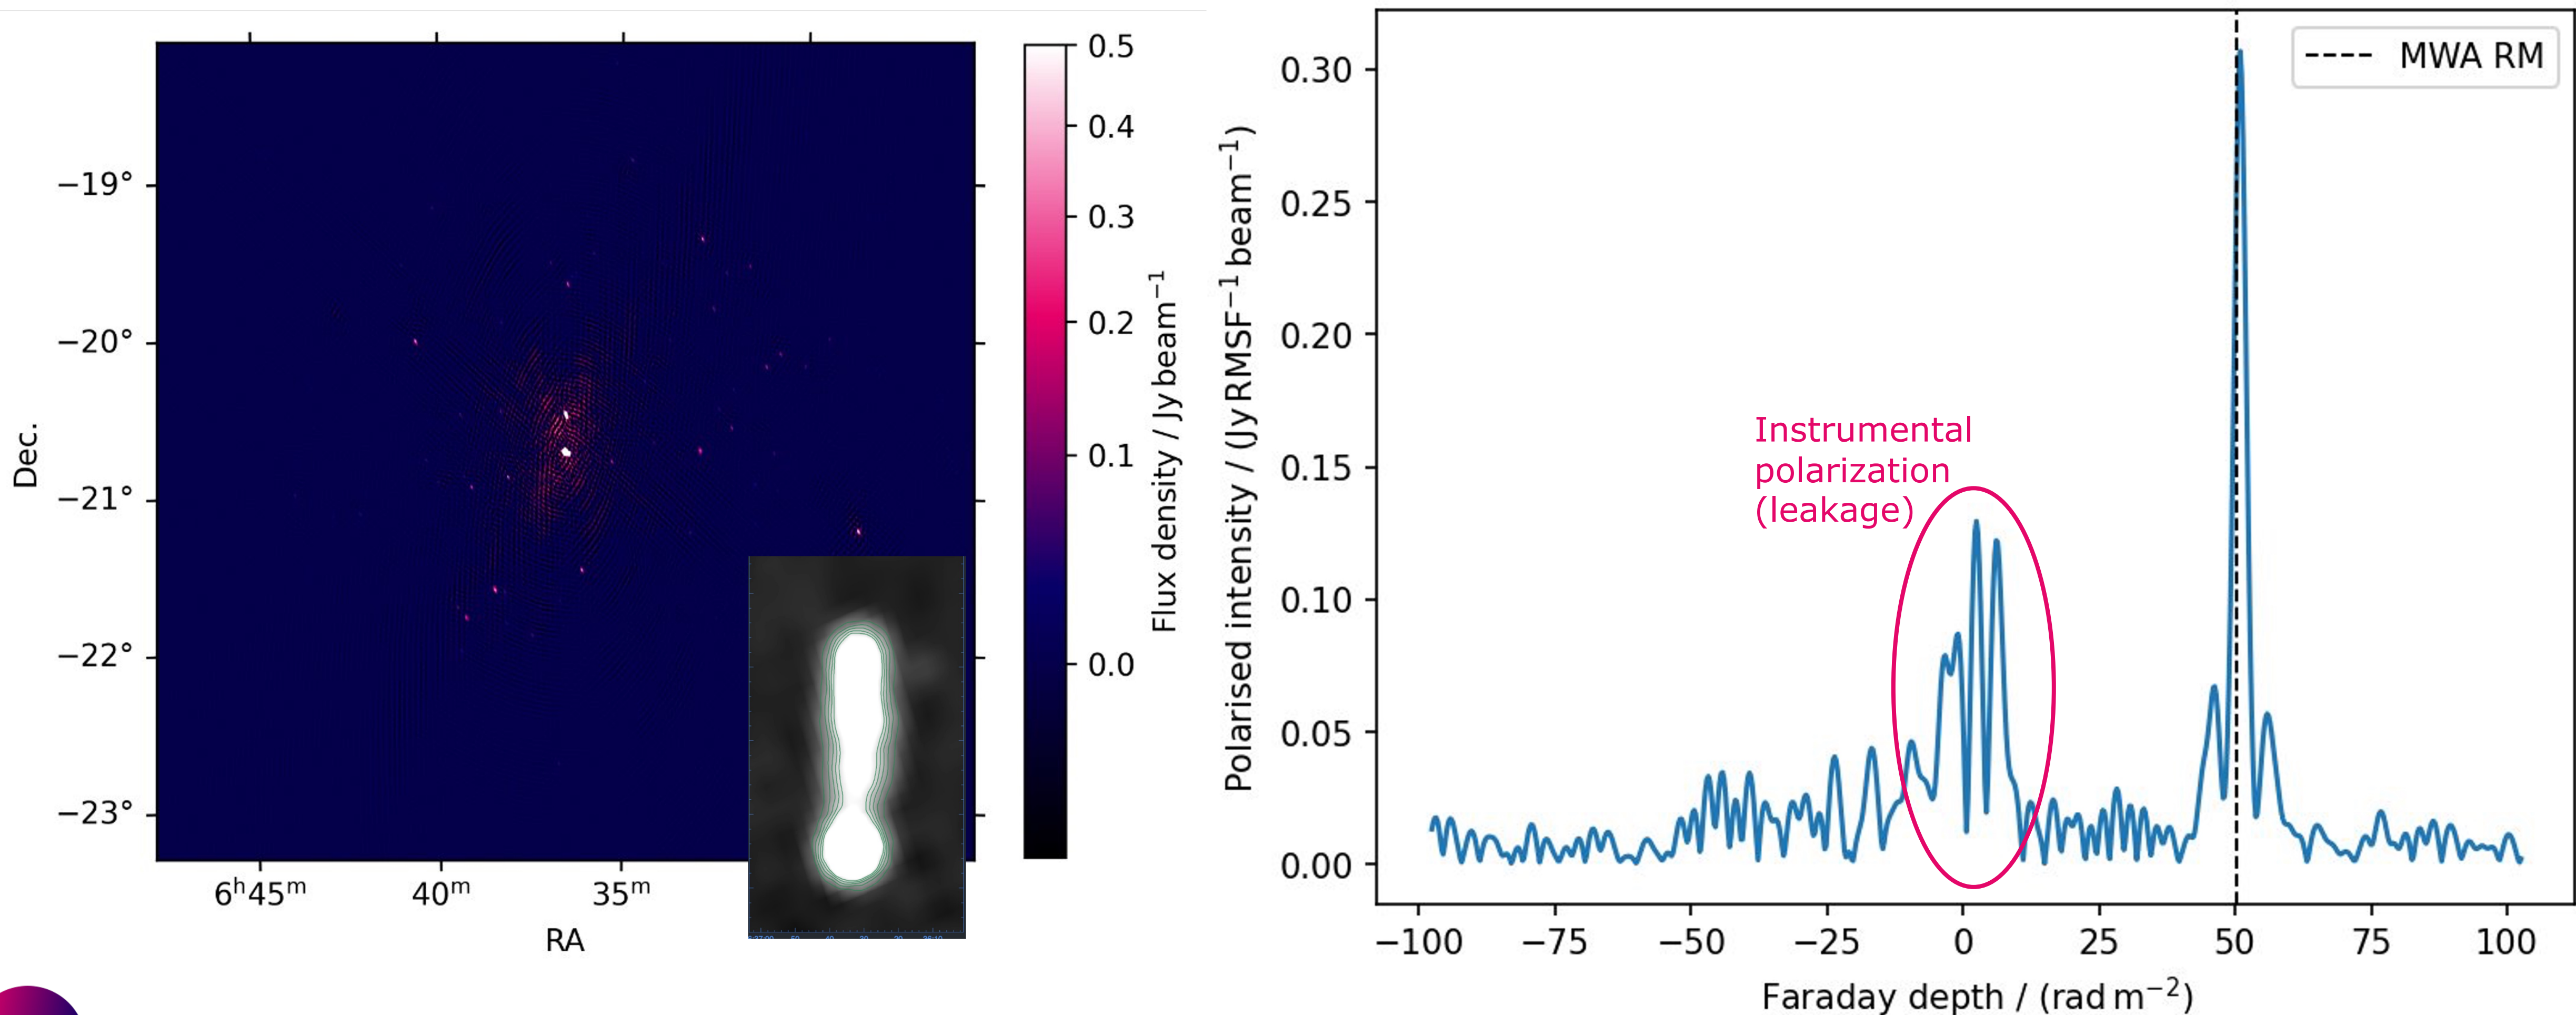 −19°
−20°
−21°
−22°
−23°
Dec.
6ʰ45ᵐ
40ᵐ
35ᵐ
RA
0.5
0.4
0.3
0.2
0.1
0.0
Flux density / Jy beam⁻¹
MWA RM
Instrumental
polarization
(leakage)
0.30
0.25
0.20
0.15
0.10
0.05
0.00
Polarised intensity / (Jy RMSF⁻¹ beam⁻¹)
−100
−75
−50
−25
0
25
50
75
100
Faraday depth / (rad m⁻²)